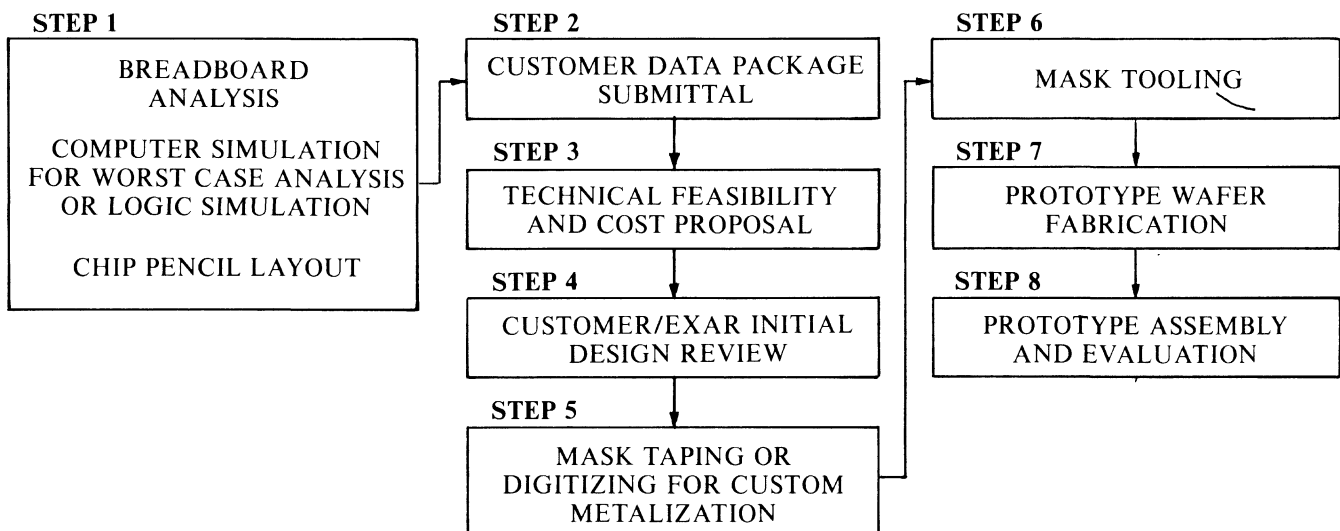 STEP 1
BREADBOARD
ANALYSIS
COMPUTER SIMULATION
FOR WORST CASE ANALYSIS
OR LOGIC SIMULATION
CHIP PENCIL LAYOUT
STEP 2
CUSTOMER DATA PACKAGE
SUBMITTAL
STEP 3
TECHNICAL FEASIBILITY
AND COST PROPOSAL
STEP 4
CUSTOMER/EXAR INITIAL
DESIGN REVIEW
STEP 5
MASK TAPING OR
DIGITIZING FOR CUSTOM
METALIZATION
STEP 6
MASK TOOLING
STEP 7
PROTOTYPE WAFER
FABRICATION
STEP 8
PROTOTYPE ASSEMBLY
AND EVALUATION